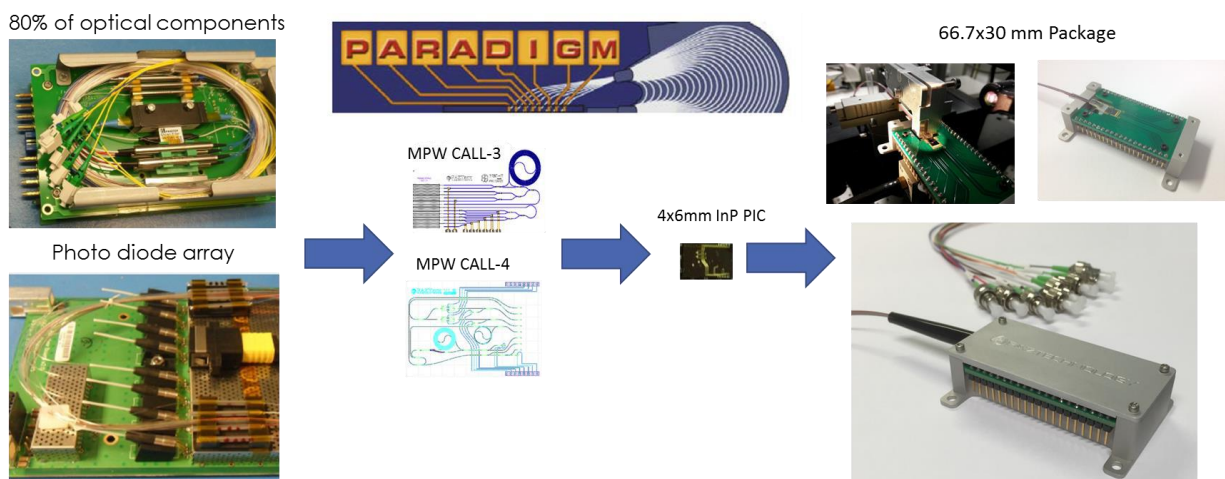 80% of optical components
PARADIGM
66.7x30 mm Package
MPW CALL-3
4x6mm InP PIC
Photo diode array
MPW CALL-4